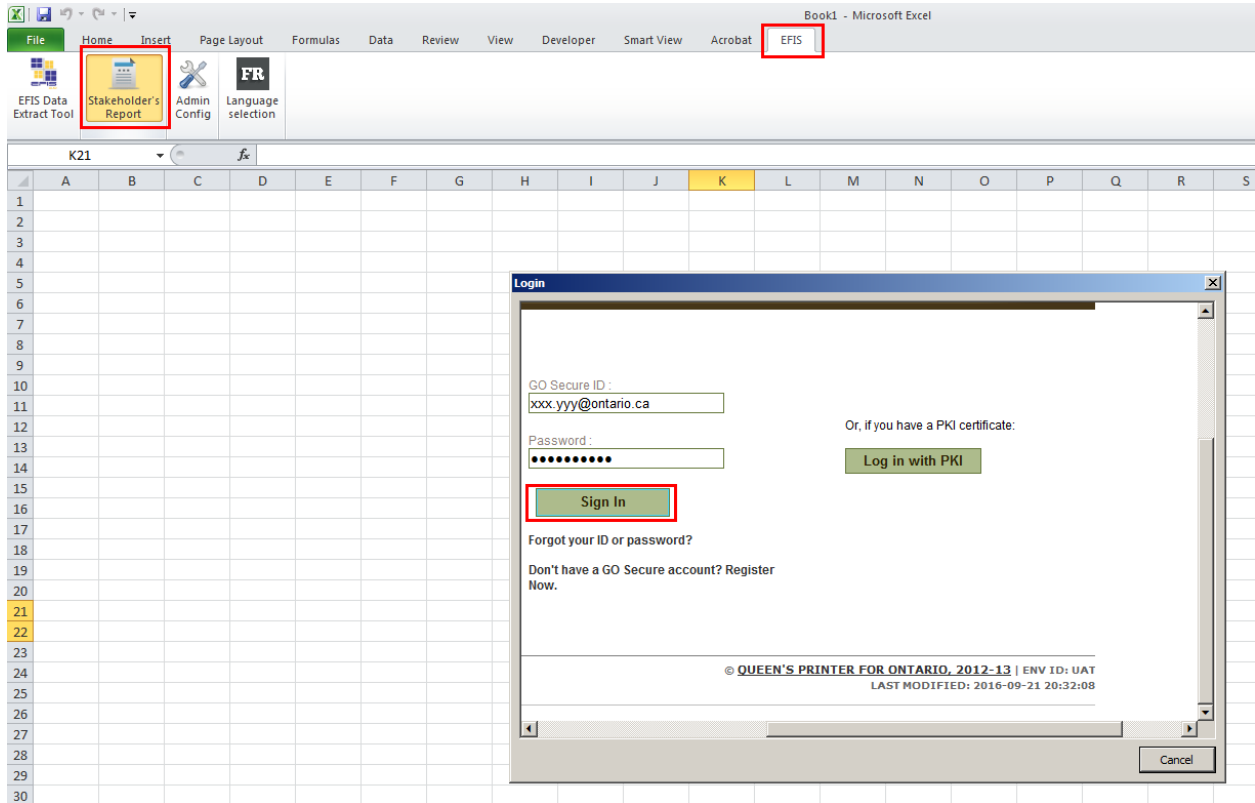 Book1 - Microsoft Excel
File Home Insert Page Layout Formulas Data Review View Developer Smart View Acrobat EFIS
EFIS Data Extract Tool
Stakeholder's Report
Admin Config
FR
Language selection
K21 fx
A B C D E F G H I J K L M N O P Q R S
1
2
3
4
5
6
7
8
9
10
11
12
13
14
15
16
17
18
19
20
21
22
23
24
25
26
27
28
29
30
Login
GO Secure ID :
xxx.yyy@ontario.ca
Password :
Sign In
Or, if you have a PKI certificate:
Log in with PKI
Forgot your ID or password?
Don't have a GO Secure account? Register
Now.
© QUEEN'S PRINTER FOR ONTARIO, 2012-13 | ENV ID: UAT
LAST MODIFIED: 2016-09-21 20:32:08
Cancel